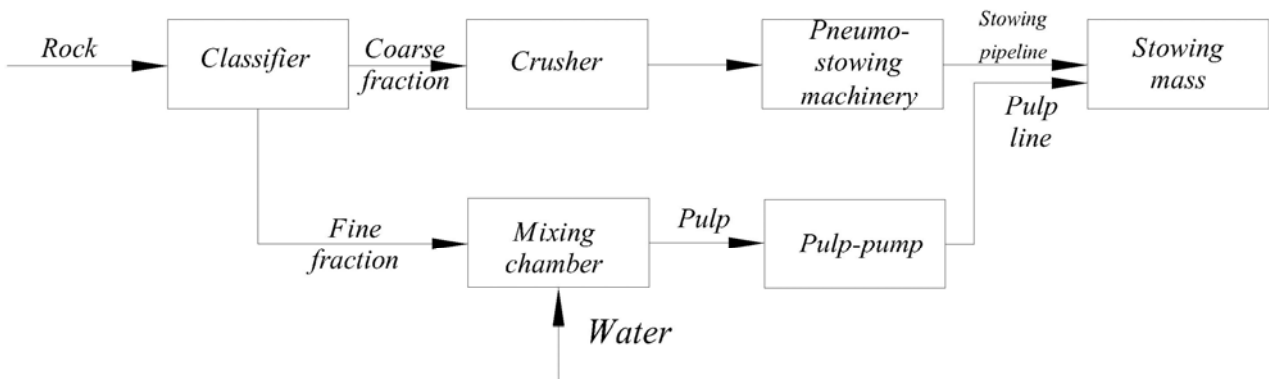 Rock
Classifier
Coarse
fraction
Crusher
Pneumo-
stowing
machinery
Stowing
pipeline
Stowing
mass
Pulp
line
Fine
fraction
Mixing
chamber
Pulp
Pulp-pump
Water